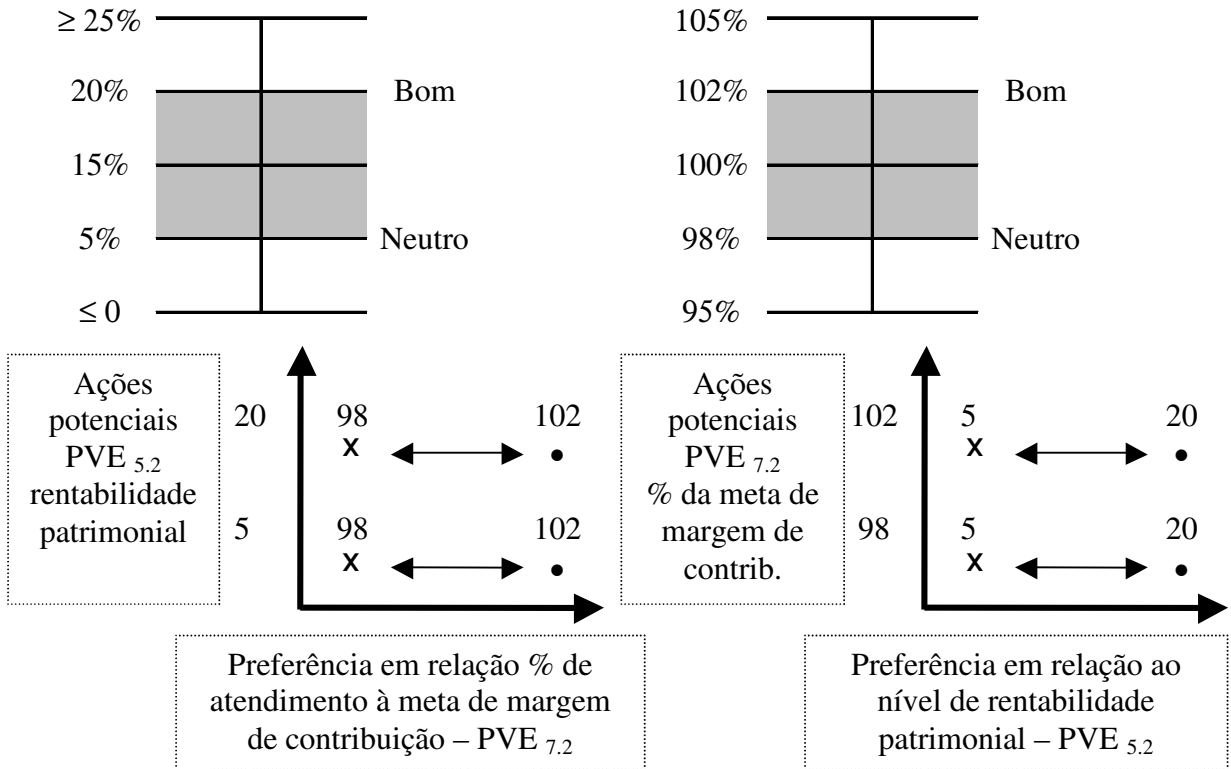 ≥ 25%
20% Bom
15%
5% Neutro
≤ 0
105%
102% Bom
100%
98% Neutro
95%
Ações
potenciais
PVE 5.2
rentabilidade
patrimonial
20 98 102
x
5 98 102
x
Preferência em relação % de
atendimento à meta de margem
de contribuição – PVE 7.2
Ações
potenciais
PVE 7.2
% da meta de
margem de
contrib.
102 5 20
x
98 5 20
x
Preferência em relação ao
nível de rentabilidade
patrimonial – PVE 5.2